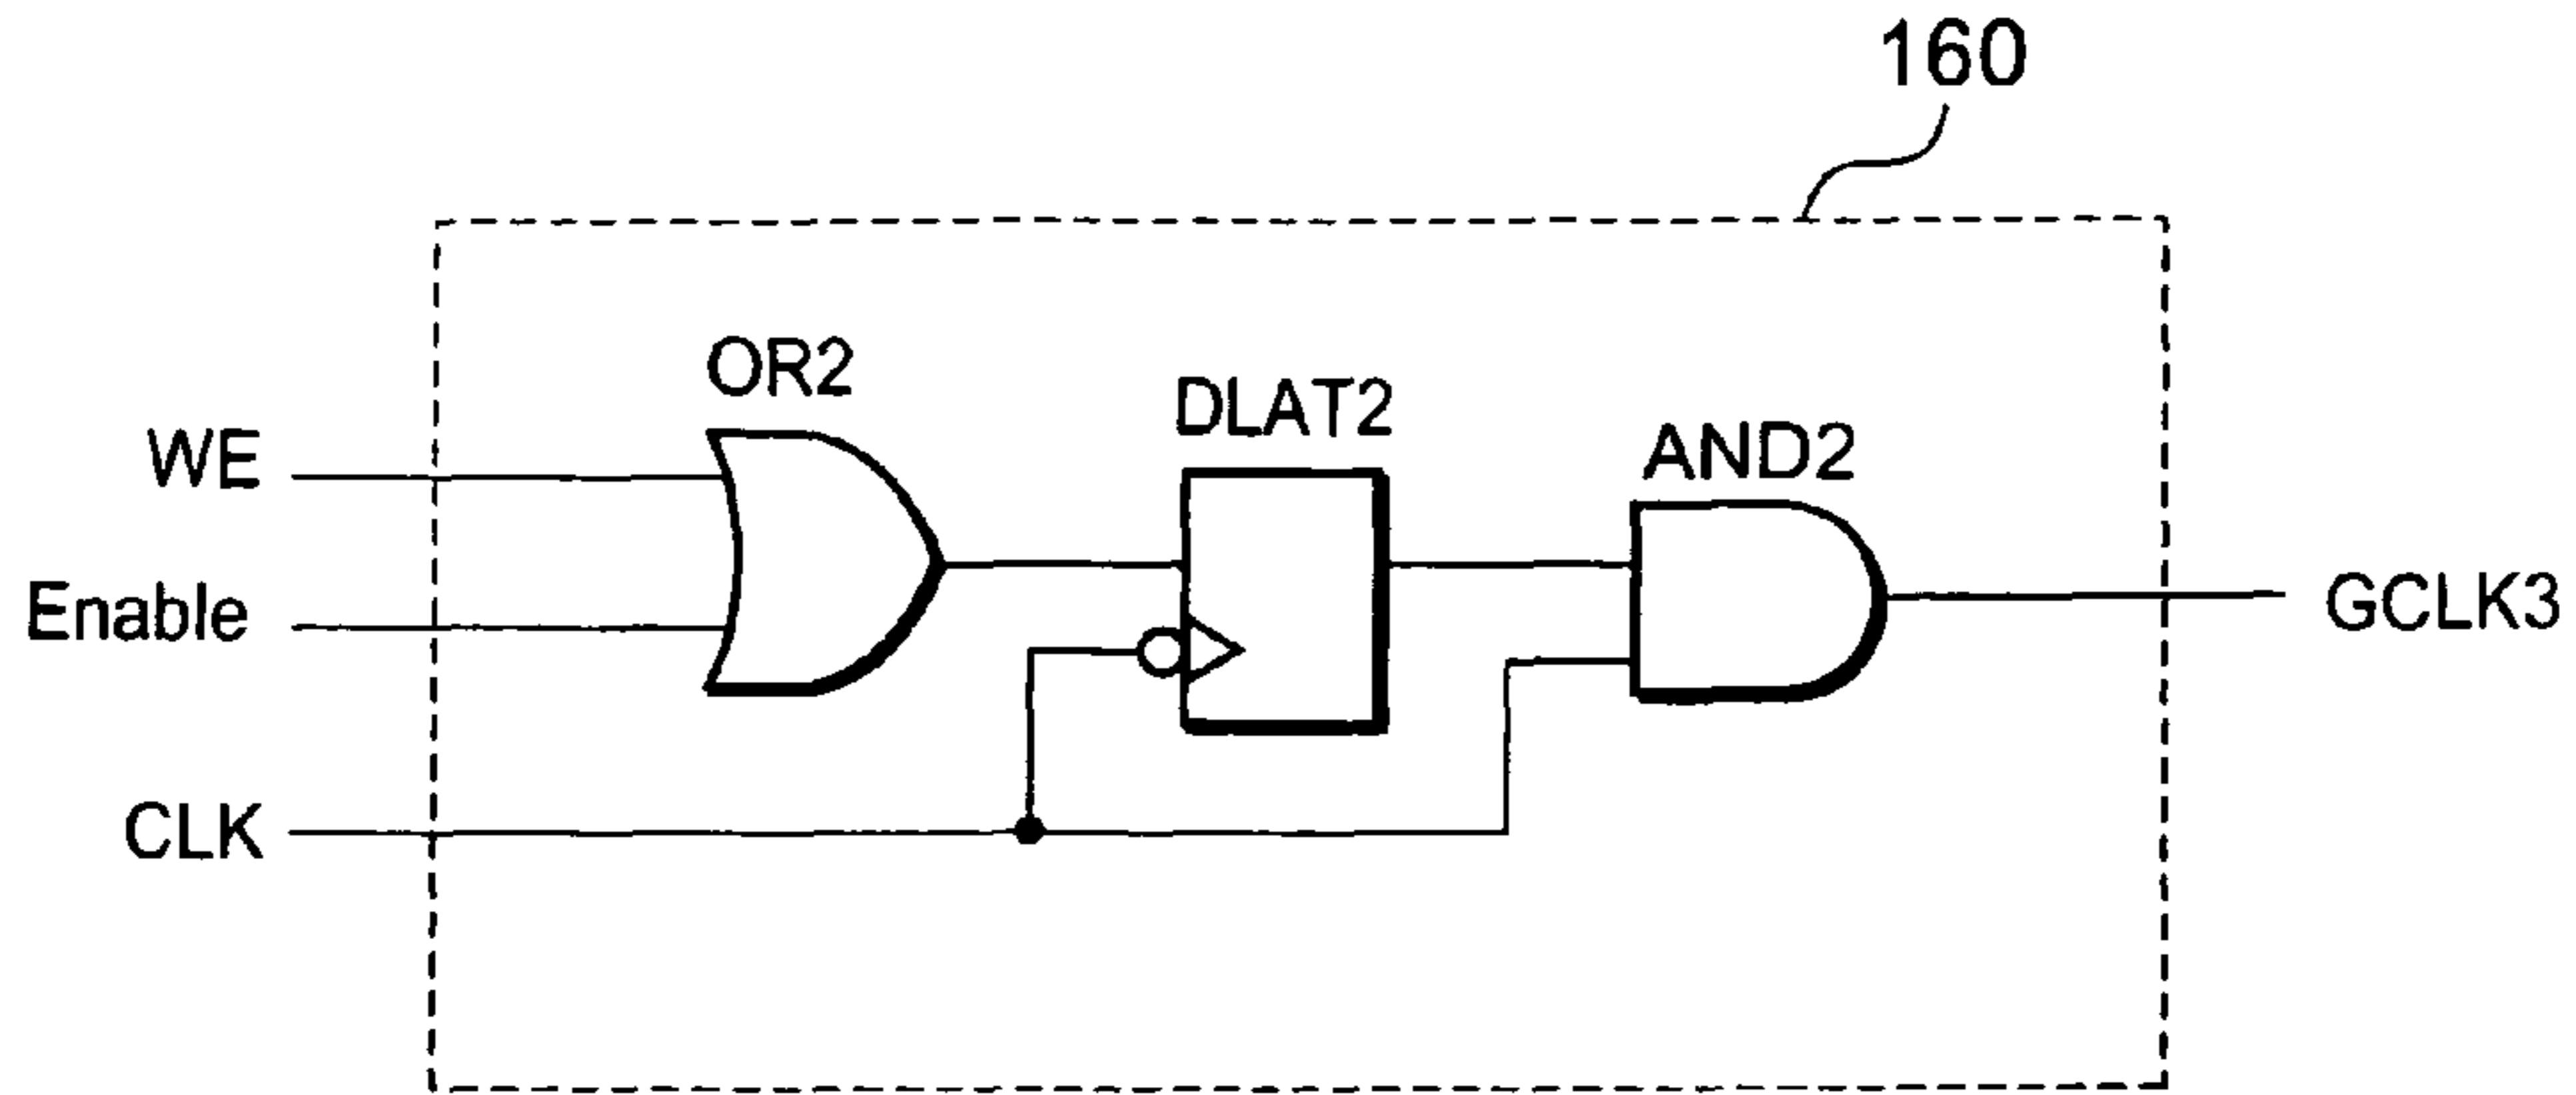 160
OR2
DLAT2
AND2
WE
Enable
CLK
GCLK3